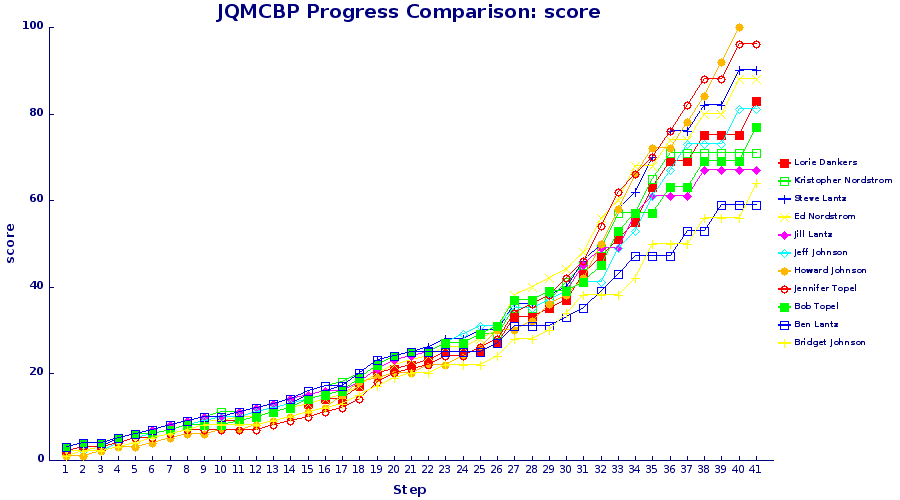 JQMCBP Progress Comparison: score
100
80
60
40
20
0
score
1 2 3 4 5 6 7 8 9 10 11 12 13 14 15 16 17 18 19 20 21 22 23 24 25 26 27 28 29 30 31 32 33 34 35 36 37 38 39 40 41
Step
Lorie Dankers
Kristopher Nordstrom
Steve Lantz
Ed Nordstrom
Jill Lantz
Jeff Johnson
Howard Johnson
Jennifer Topel
Bob Topel
Ben Lantz
Bridget Johnson